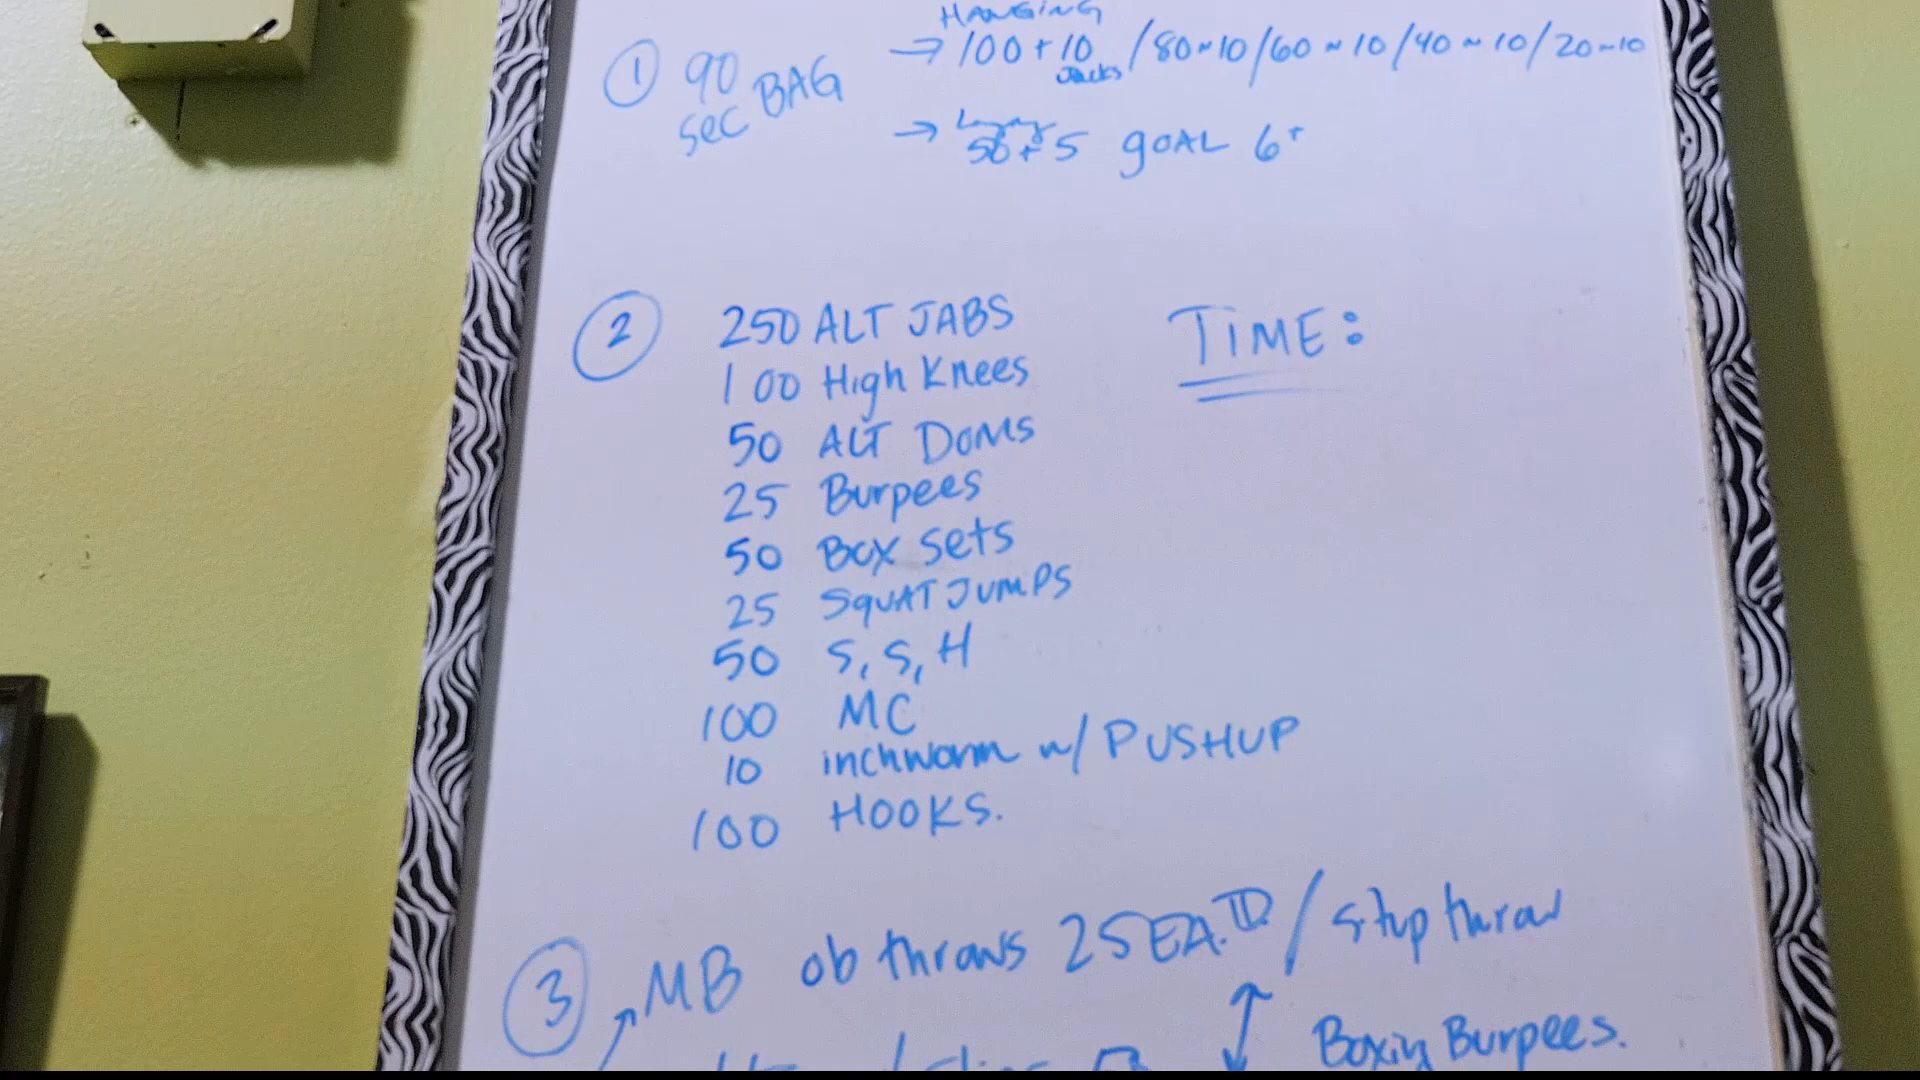 HANGING
① 90 sec BAG → 100 + 10 Jacks / 80 ~ 10 / 60 ~ 10 / 40 ~ 10 / 20 ~ 10
→ 50 + 5 GOAL 6+
② 250 ALT JABS TIME:
100 High Knees
50 ALT DOMS
25 Burpees
50 Box sets
25 SQUAT JUMPS
50 S, S, H
100 MC
10 inchworm w/ PUSHUP
100 HOOKS.
③ MB ob throws 25 EA. / situp throw
Boxing Burpees.